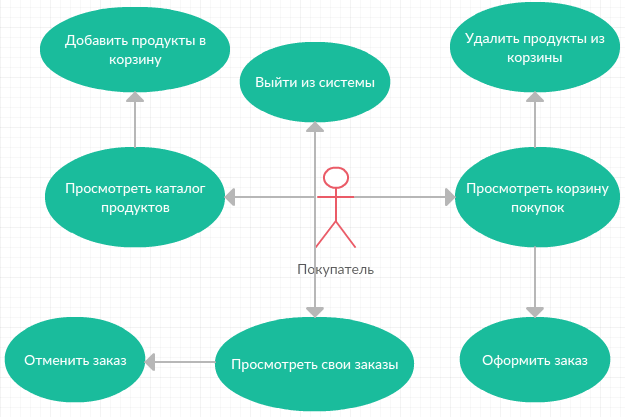 Добавить продукты в
корзину
Выйти из системы
Удалить продукты из
корзины
Просмотреть каталог
продуктов
Просмотреть корзину
покупок
Покупатель
Отменить заказ
Просмотреть свои заказы
Оформить заказ